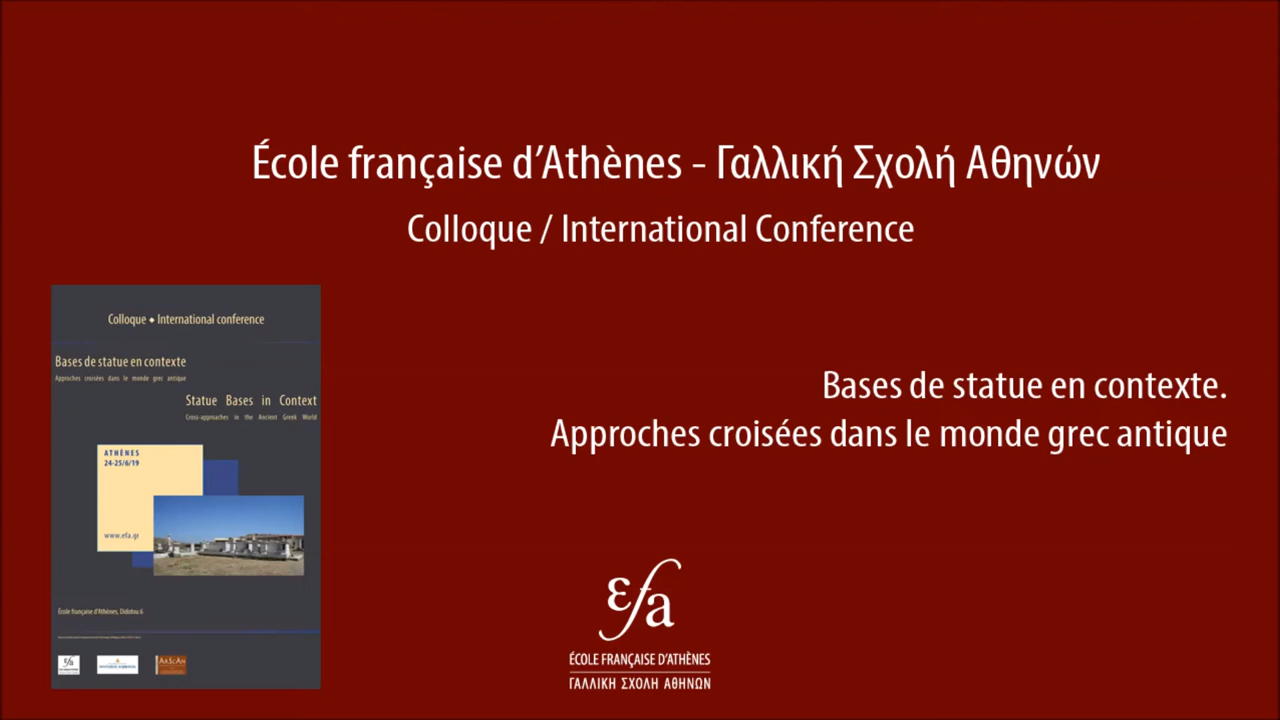 École française d’Athènes - Γαλλική Σχολή Αθηνών
Colloque / International Conference
Colloque • International conference
Bases de statue en contexte
Approches croisées dans le monde grec antique
Statue Bases in Context
Cross-approaches in the Ancient Greek World
ATHÈNES
24-25/6/19
www.efa.gr
École française d'Athènes, Didotou 6
efa
ARSCAN
Bases de statue en contexte.
Approches croisées dans le monde grec antique
εfa
ÉCOLE FRANÇAISE D’ATHÈNES
ΓΑΛΛΙΚΗ ΣΧΟΛΗ ΑΘΗΝΩΝ